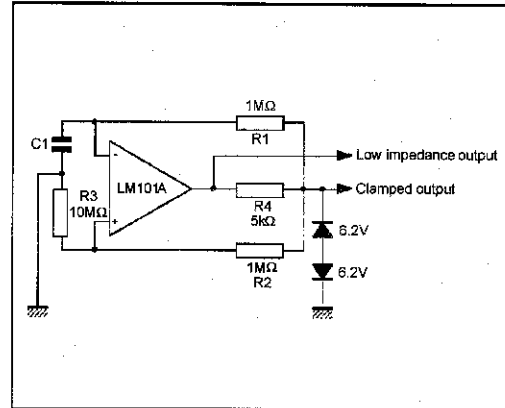 1MΩ
R1
C1
Low impedance output
R3
10MΩ
-
LM101A
+
Clamped output
R4
5kΩ
6.2V
1MΩ
R2
6.2V